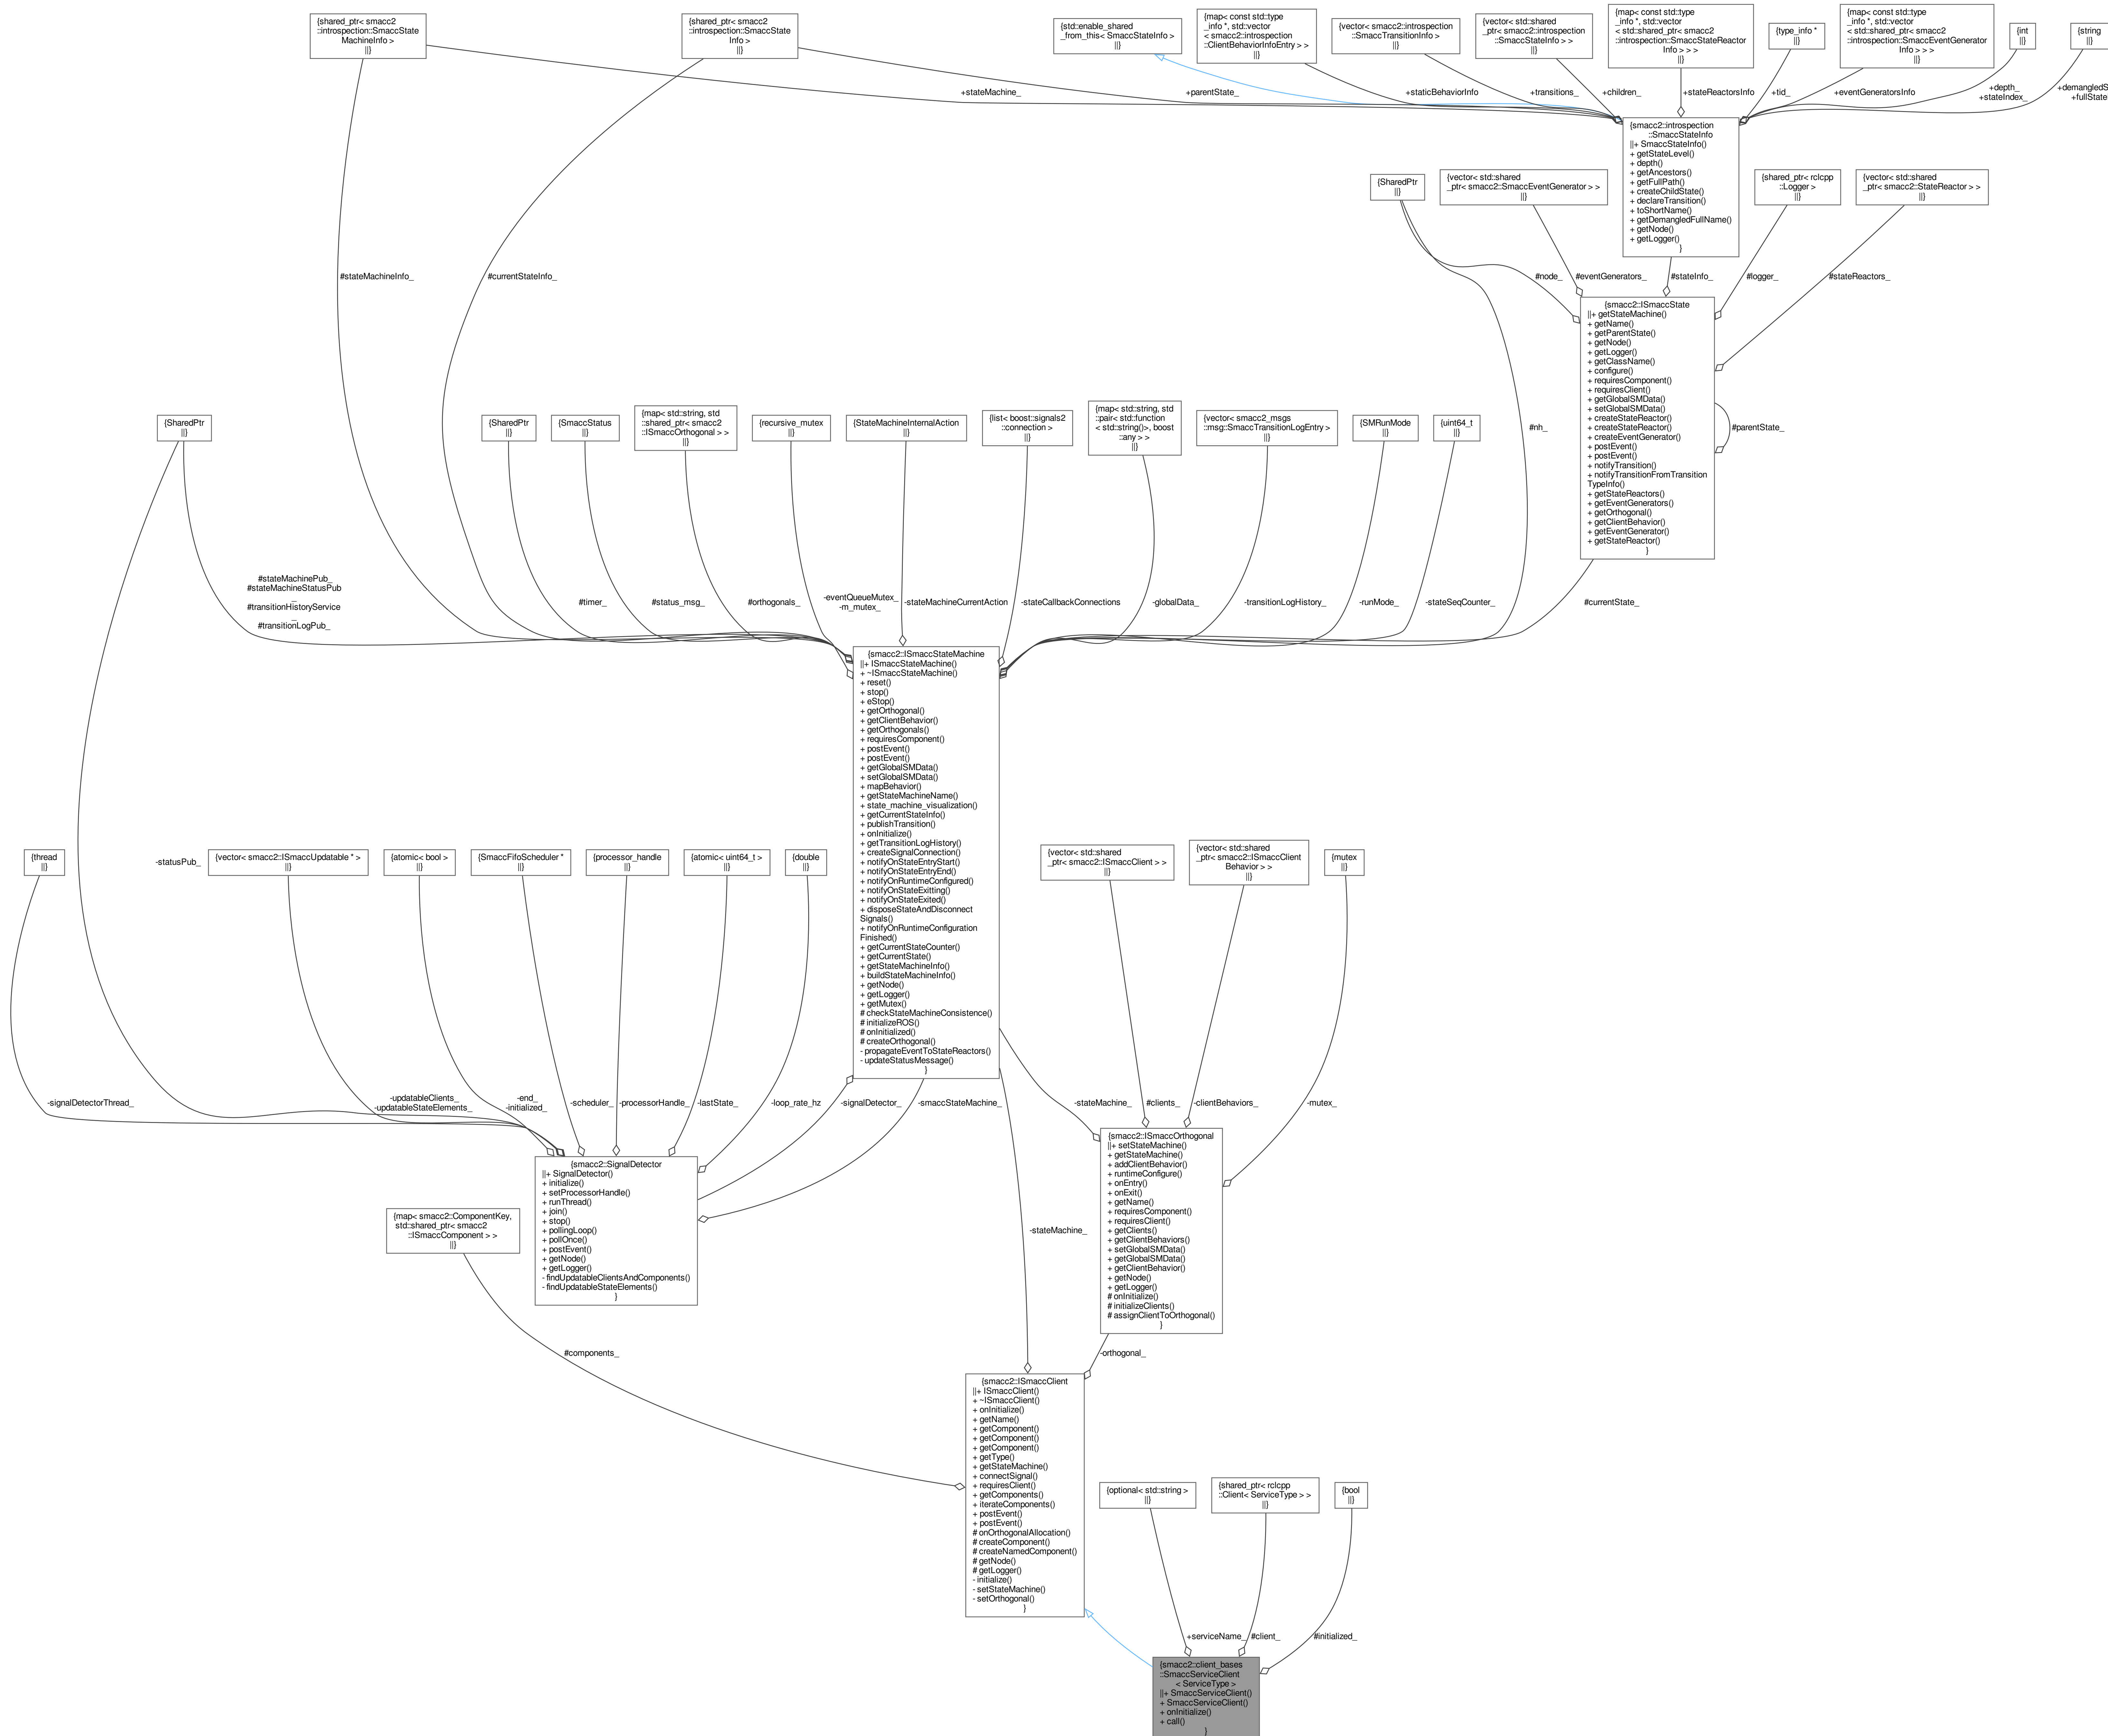 {shared_ptr< smacc2
::introspection::SmaccState
MachineInfo >
||}
{shared_ptr< smacc2
::introspection::SmaccState
Info >
||}
{std::enable_shared
_from_this< SmaccStateInfo >
||}
{map< const std::type
_info *, std::vector
< smacc2::introspection
::ClientBehaviorInfoEntry > >
||}
{vector< smacc2::introspection
::SmaccTransitionInfo >
||}
{vector< std::shared
_ptr< smacc2::introspection
::SmaccStateInfo > >
||}
{map< const std::type
_info *, std::vector
< std::shared_ptr< smacc2
::introspection::SmaccStateReactor
Info > > >
||}
{type_info *
||}
{map< const std::type
_info *, std::vector
< std::shared_ptr< smacc2
::introspection::SmaccEventGenerator
Info > > >
||}
{int
||}
{string
||}
+stateMachine_
+parentState_
+staticBehaviorInfo
+transitions_
+children_
+stateReactorsInfo
+tid_
+eventGeneratorsInfo
+depth_
+stateIndex_
+demangledS
+fullState
{smacc2::introspection
::SmaccStateInfo
||+ SmaccStateInfo()
+ getStateLevel()
+ depth()
+ getAncestors()
+ getFullPath()
+ createChildState()
+ declareTransition()
+ toShortName()
+ getDemangledFullName()
+ getNode()
+ getLogger()
}
{SharedPtr
||}
{vector< std::shared
_ptr< smacc2::SmaccEventGenerator > >
||}
{shared_ptr< rclcpp
::Logger >
||}
{vector< std::shared
_ptr< smacc2::StateReactor > >
||}
#stateMachineInfo_
#currentStateInfo_
#node_
#eventGenerators_
#stateInfo_
#logger_
#stateReactors_
{smacc2::ISmaccState
||+ getStateMachine()
+ getName()
+ getParentState()
+ getNode()
+ getLogger()
+ getClassName()
+ configure()
+ requiresComponent()
+ requiresClient()
+ getGlobalSMData()
+ setGlobalSMData()
+ createStateReactor()
+ createStateReactor()
+ createEventGenerator()
+ postEvent()
+ postEvent()
+ notifyTransition()
+ notifyTransitionFromTransition
TypeInfo()
+ getStateReactors()
+ getEventGenerators()
+ getOrthogonal()
+ getClientBehavior()
+ getEventGenerator()
+ getStateReactor()
}
#parentState_
{SharedPtr
||}
{SharedPtr
||}
{SmaccStatus
||}
{map< std::string, std
::shared_ptr< smacc2
::ISmaccOrthogonal > >
||}
{recursive_mutex
||}
{StateMachineInternalAction
||}
{list< boost::signals2
::connection >
||}
{map< std::string, std
::pair< std::function
< std::string()>, boost
::any > >
||}
{vector< smacc2_msgs
::msg::SmaccTransitionLogEntry >
||}
{SMRunMode
||}
{uint64_t
||}
#nh_
#stateMachinePub_
#stateMachineStatusPub
_
#transitionHistoryService
_
#transitionLogPub_
#timer_
#status_msg_
#orthogonals_
-eventQueueMutex_
-m_mutex_
-stateMachineCurrentAction
-stateCallbackConnections
-globalData_
-transitionLogHistory_
-runMode_
-stateSeqCounter_
#currentState_
{smacc2::ISmaccStateMachine
||+ ISmaccStateMachine()
+ ~ISmaccStateMachine()
+ reset()
+ stop()
+ eStop()
+ getOrthogonal()
+ getClientBehavior()
+ getOrthogonals()
+ requiresComponent()
+ postEvent()
+ postEvent()
+ getGlobalSMData()
+ setGlobalSMData()
+ mapBehavior()
+ getStateMachineName()
+ state_machine_visualization()
+ getCurrentStateInfo()
+ publishTransition()
+ onInitialize()
+ getTransitionLogHistory()
+ createSignalConnection()
+ notifyOnStateEntryStart()
+ notifyOnStateEntryEnd()
+ notifyOnRuntimeConfigured()
+ notifyOnStateExitting()
+ notifyOnStateExited()
+ disposeStateAndDisconnect
Signals()
+ notifyOnRuntimeConfiguration
Finished()
+ getCurrentStateCounter()
+ getCurrentState()
+ getStateMachineInfo()
+ buildStateMachineInfo()
+ getNode()
+ getLogger()
+ getMutex()
# checkStateMachineConsistence()
# initializeROS()
# onInitialized()
# createOrthogonal()
- propagateEventToStateReactors()
- updateStatusMessage()
}
{thread
||}
-statusPub_
{vector< smacc2::ISmaccUpdatable * >
||}
{atomic< bool >
||}
{SmaccFifoScheduler *
||}
{processor_handle
||}
{atomic< uint64_t >
||}
{double
||}
{vector< std::shared
_ptr< smacc2::ISmaccClient > >
||}
{vector< std::shared
_ptr< smacc2::ISmaccClient
Behavior > >
||}
{mutex
||}
-signalDetectorThread_
-updatableClients_
-updatableStateElements_
-end_
-initialized_
-scheduler_
-processorHandle_
-lastState_
-loop_rate_hz
-signalDetector_
-smaccStateMachine_
-stateMachine_
#clients_
-clientBehaviors_
-mutex_
{smacc2::SignalDetector
||+ SignalDetector()
+ initialize()
+ setProcessorHandle()
+ runThread()
+ join()
+ stop()
+ pollingLoop()
+ pollOnce()
+ postEvent()
+ getNode()
+ getLogger()
- findUpdatableClientsAndComponents()
- findUpdatableStateElements()
}
{smacc2::ISmaccOrthogonal
||+ setStateMachine()
+ getStateMachine()
+ addClientBehavior()
+ runtimeConfigure()
+ onEntry()
+ onExit()
+ getName()
+ requiresComponent()
+ requiresClient()
+ getClients()
+ getClientBehaviors()
+ setGlobalSMData()
+ getGlobalSMData()
+ getClientBehavior()
+ getNode()
+ getLogger()
# onInitialize()
# initializeClients()
# assignClientToOrthogonal()
}
{map< smacc2::ComponentKey,
std::shared_ptr< smacc2
::ISmaccComponent > >
||}
-stateMachine_
#components_
-orthogonal_
{smacc2::ISmaccClient
||+ ISmaccClient()
+ ~ISmaccClient()
+ onInitialize()
+ getName()
+ getComponent()
+ getComponent()
+ getComponent()
+ getType()
+ getStateMachine()
+ connectSignal()
+ requiresClient()
+ getComponents()
+ iterateComponents()
+ postEvent()
+ postEvent()
# onOrthogonalAllocation()
# createComponent()
# createNamedComponent()
# getNode()
# getLogger()
- initialize()
- setStateMachine()
- setOrthogonal()
}
{optional< std::string >
||}
{shared_ptr< rclcpp
::Client< ServiceType > >
||}
{bool
||}
+serviceName_
#client_
#initialized_
{smacc2::client_bases
::SmaccServiceClient
< ServiceType >
||+ SmaccServiceClient()
+ SmaccServiceClient()
+ onInitialize()
+ call()
}